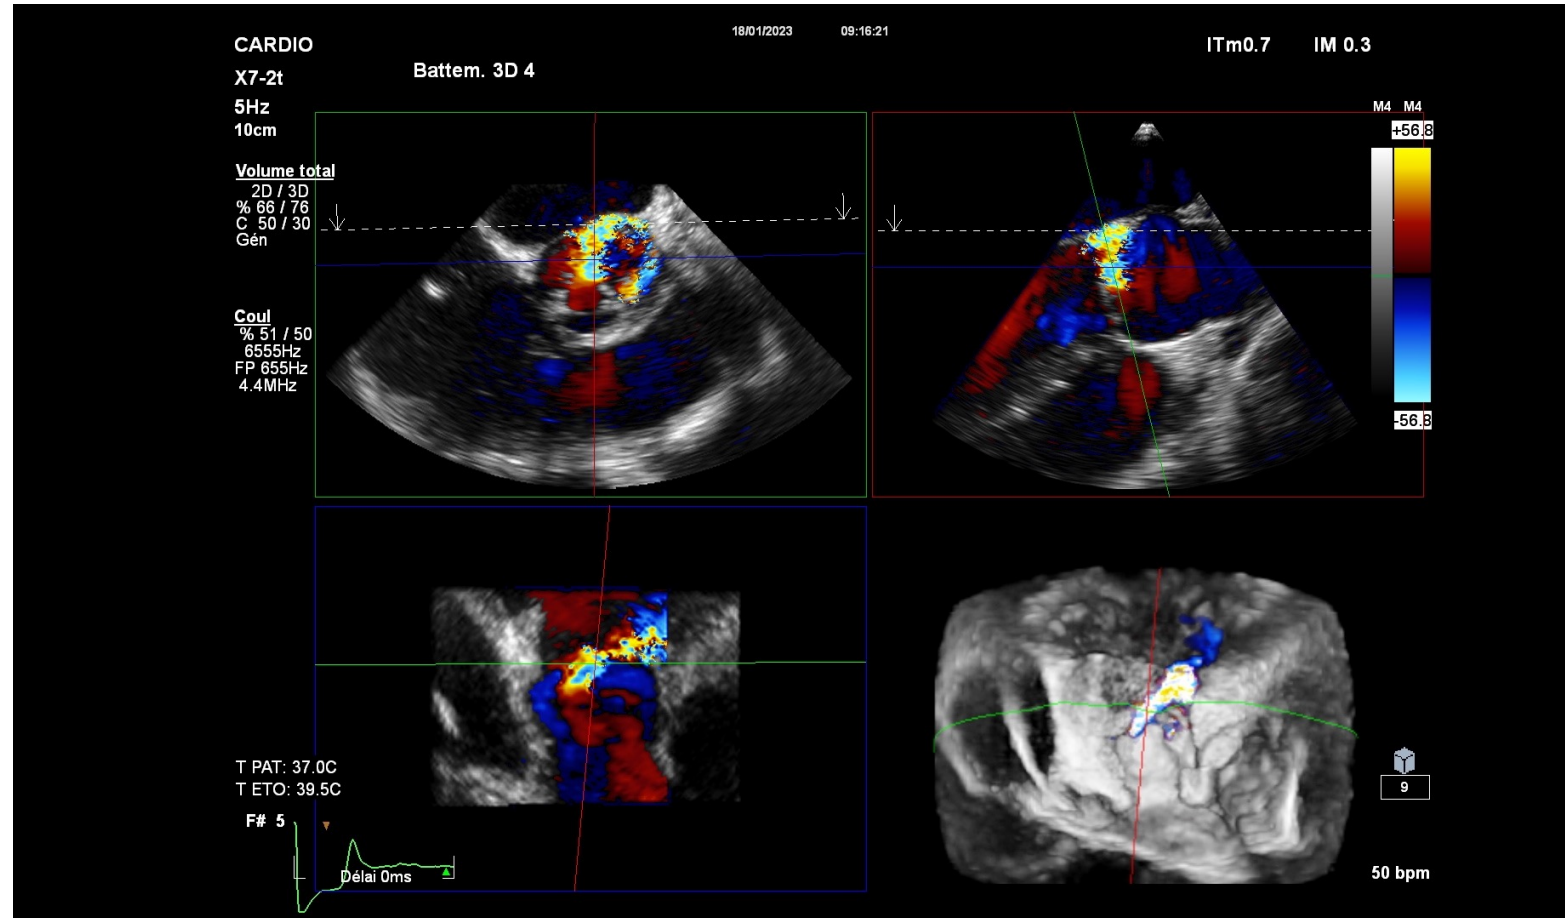 18/01/2023 09:16:21
CARDIO
ITm0.7 IM 0.3
X7-2t
Battem. 3D 4
5Hz
10cm
M4 M4
+56.8
Volume total
2D / 3D
% 66 / 76
C 50 / 30
Gén
Coul
% 51 / 50
6555Hz
FP 655Hz
4.4MHz
-56.8
T PAT: 37.0C
T ETO: 39.5C
F# 5
Délai 0ms
9
50 bpm